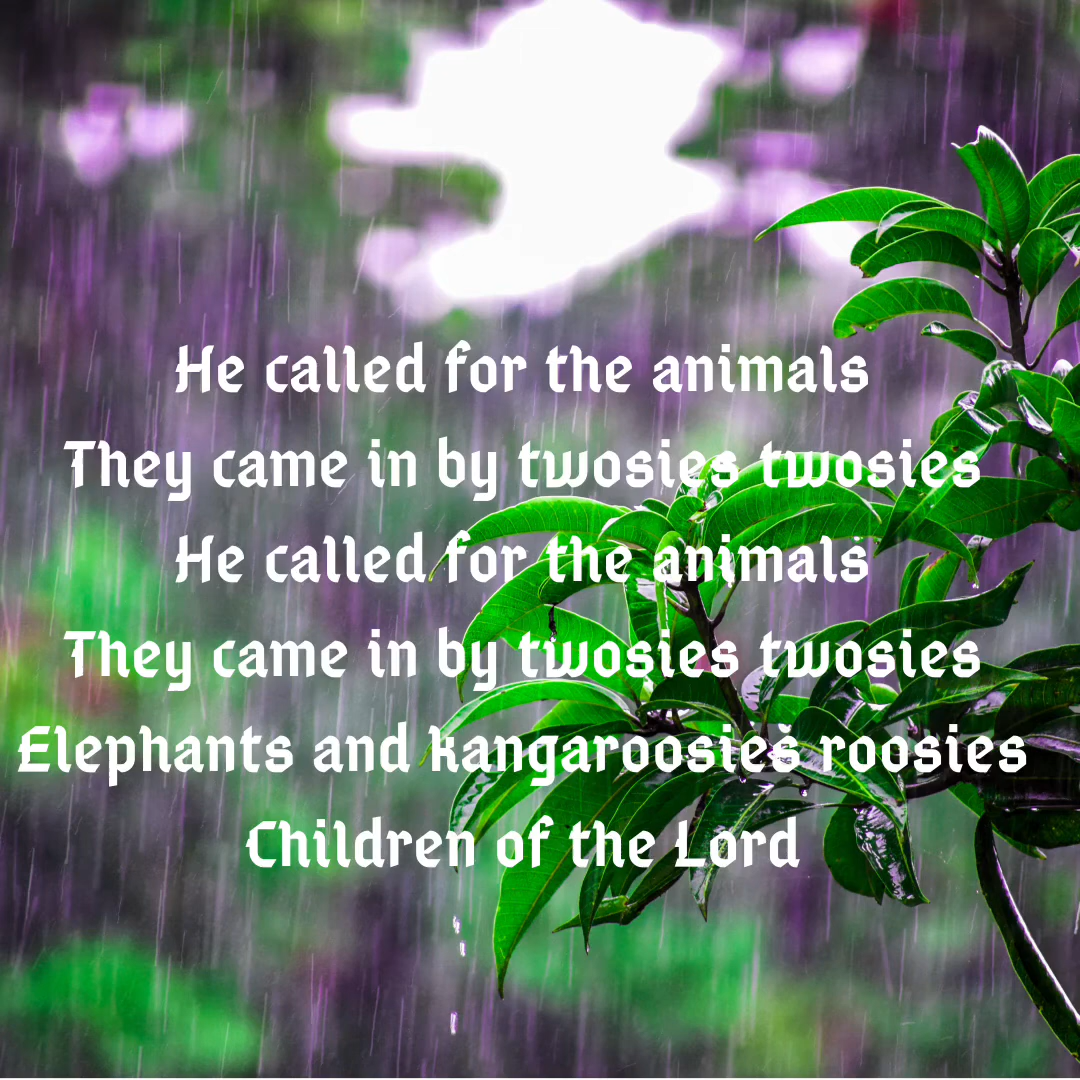 He called for the animals
They came in by twosies twosies
He called for the animals
They came in by twosies twosies
Elephants and kangaroosies roosies
Children of the Lord